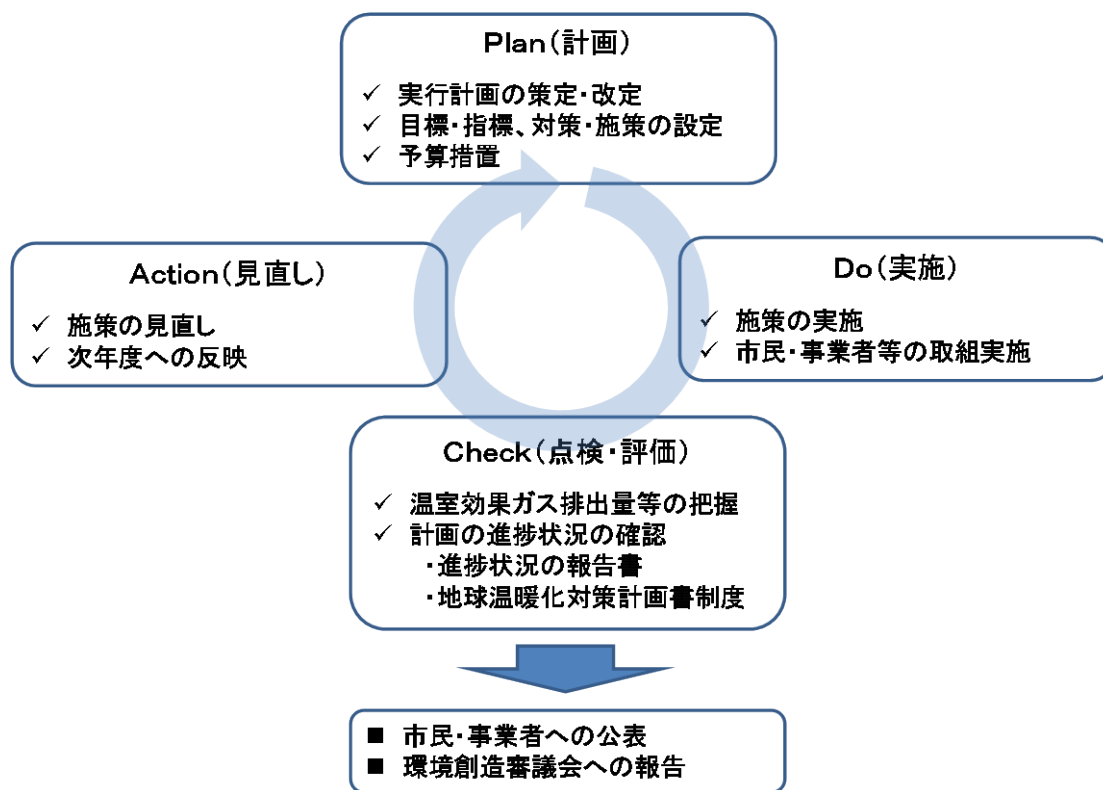 Plan(計画)
✓ 実行計画の策定・改定
✓ 目標・指標、対策・施策の設定
✓ 予算措置
Action(見直し)
✓ 施策の見直し
✓ 次年度への反映
Do(実施)
✓ 施策の実施
✓ 市民・事業者等の取組実施
Check(点検・評価)
✓ 温室効果ガス排出量等の把握
✓ 計画の進捗状況の確認
・進捗状況の報告書
・地球温暖化対策計画書制度
■ 市民・事業者への公表
■ 環境創造審議会への報告